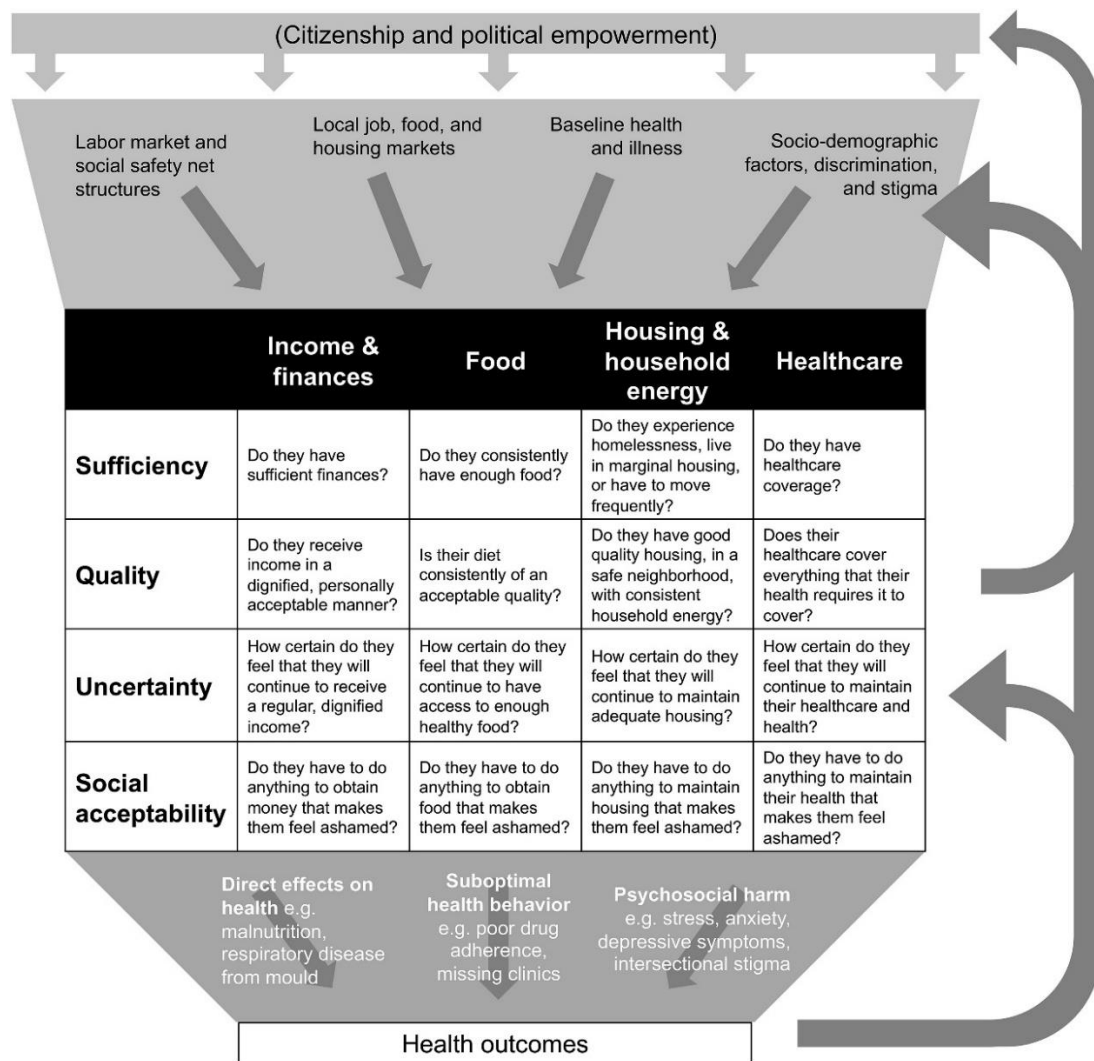 (Citizenship and political empowerment)
Labor market and
social safety net
structures
Local job, food, and
housing markets
Baseline health
and illness
Socio-demographic
factors, discrimination,
and stigma
Income &
finances
Food
Housing &
household
energy
Healthcare
Sufficiency
Do they have
sufficient finances?
Do they consistently
have enough food?
Do they experience
homelessness, live
in marginal housing,
or have to move
frequently?
Do they have
healthcare
coverage?
Quality
Do they receive
income in a
dignified, personally
acceptable manner?
Is their diet
consistently of an
acceptable quality?
Do they have good
quality housing, in a
safe neighborhood,
with consistent
household energy?
Does their
healthcare cover
everything that their
health requires it to
cover?
Uncertainty
How certain do they
feel that they will
continue to receive
a regular, dignified
income?
How certain do they
feel that they will
continue to have
access to enough
healthy food?
How certain do they
feel that they will
continue to maintain
adequate housing?
How certain do they
feel that they will
continue to maintain
their healthcare and
health?
Social
acceptability
Do they have to do
anything to obtain
money that makes
them feel ashamed?
Do they have to do
anything to obtain
food that makes
them feel ashamed?
Do they have to do
anything to maintain
housing that makes
them feel ashamed?
Do they have to do
anything to maintain
their health that
makes them feel
ashamed?
Direct effects on
health e.g.
malnutrition,
respiratory disease
from mould
Suboptimal
health behavior
e.g. poor drug
adherence,
missing clinics
Psychosocial harm
e.g. stress, anxiety,
depressive symptoms,
intersectional stigma
Health outcomes